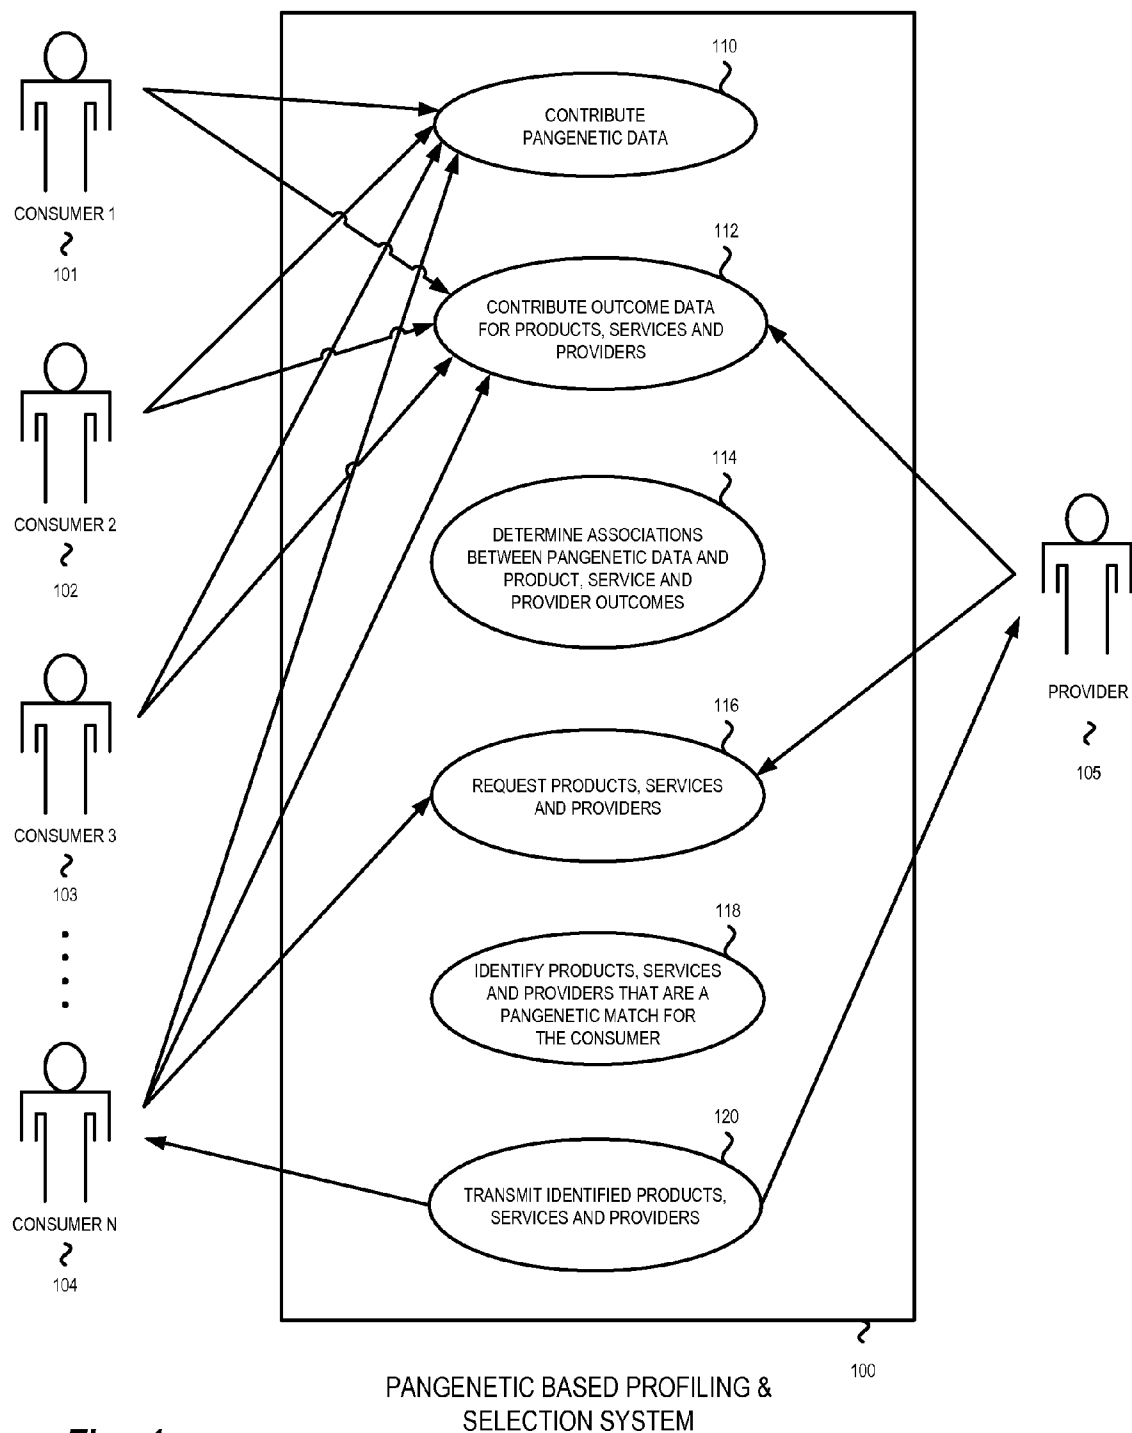 110
CONTRIBUTE
PANGENETIC DATA
CONSUMER 1
101
112
CONTRIBUTE OUTCOME DATA
FOR PRODUCTS, SERVICES AND
PROVIDERS
CONSUMER 2
102
114
DETERMINE ASSOCIATIONS
BETWEEN PANGENETIC DATA AND
PRODUCT, SERVICE AND
PROVIDER OUTCOMES
PROVIDER
105
116
REQUEST PRODUCTS, SERVICES
AND PROVIDERS
CONSUMER 3
103
118
IDENTIFY PRODUCTS, SERVICES
AND PROVIDERS THAT ARE A
PANGENETIC MATCH FOR
THE CONSUMER
120
TRANSMIT IDENTIFIED PRODUCTS,
SERVICES AND PROVIDERS
CONSUMER N
104
100
PANGENETIC BASED PROFILING &
SELECTION SYSTEM